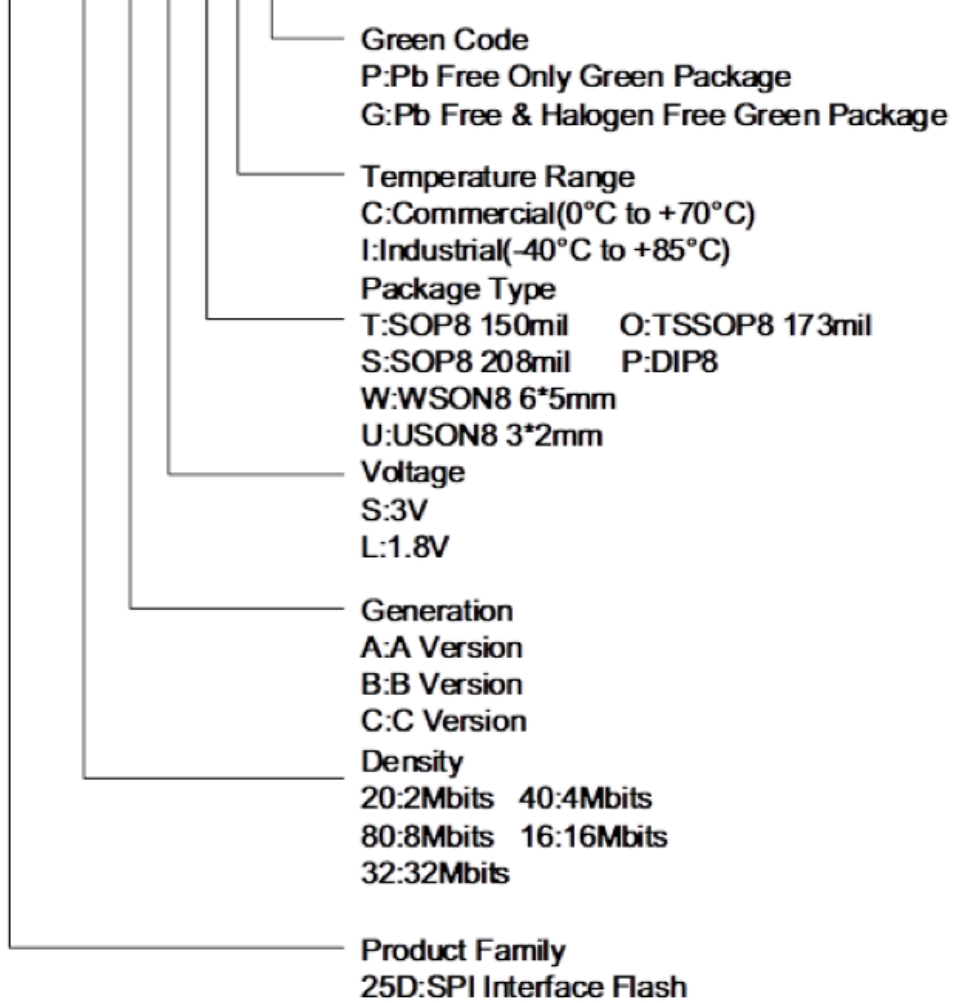 Green Code
P:Pb Free Only Green Package
G:Pb Free & Halogen Free Green Package
Temperature Range
C:Commercial(0°C to +70°C)
I:Industrial(-40°C to +85°C)
Package Type
T:SOP8 150mil O:TSSOP8 173mil
S:SOP8 208mil P:DIP8
W:WSON8 6*5mm
U:USON8 3*2mm
Voltage
S:3V
L:1.8V
Generation
A:A Version
B:B Version
C:C Version
Density
20:2Mbits 40:4Mbits
80:8Mbits 16:16Mbits
32:32Mbits
Product Family
25D:SPI Interface Flash